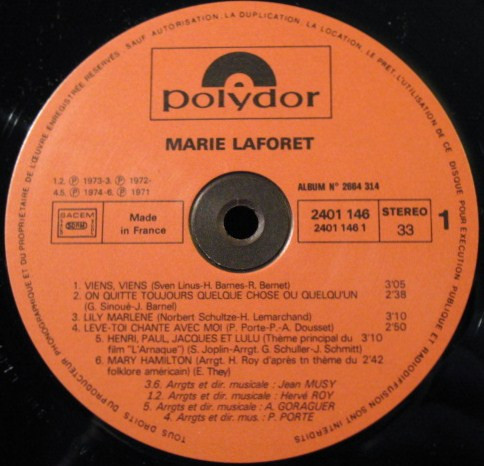 DROITS DU PRODUCTEUR PHONOGRAPHIQUE ET DU PROPRIETAIRE DE L'ŒUVRE ENREGISTREE RESERVES. SAUF AUTORISATION, LA DUPLICATION, LA LOCATION, LE PRET, L'UTILISATION DE CE DISQUE POUR EXECUTION PUBLIQUE ET RADIODIFFUSION SONT INTERDITS
TOUS
polydor
MARIE LAFORET
1.2. ℗ 1973-3. ℗ 1972-
4.5. ℗ 1974-6. ℗ 1971
ALBUM N° 2664 314
SACEM
Made
in France
2401 146
2401 146 1
STEREO
33
1
1. VIENS, VIENS (Sven Linus-H. Barnes-R. Bernet) 3'05
2. ON QUITTE TOUJOURS QUELQUE CHOSE OU QUELQU'UN 2'38
(G. Sinoué-J. Barnel)
3. LILY MARLENE (Norbert Schultze-H. Lemarchand) 3'10
4. LEVE-TOI CHANTE AVEC MOI (P. Porte-P.-A. Dousset) 2'50
5. HENRI, PAUL, JACQUES ET LULU (Thème principal du 3'10
film "L'Arnaque") (S. Joplin-Arrgt. G. Schuller-J. Schmitt)
6. MARY HAMILTON (Arrgt. H. Roy d'après tn thème du 2'42
folklore américain) (E. They)
3.6. Arrgts et dir. musicale : Jean MUSY
1.2. Arrgts et dir. musicale : Hervé ROY
5. Arrgts et dir. musicale : A. GORAGUER
4. Arrgts et dir. mus. : P. PORTE